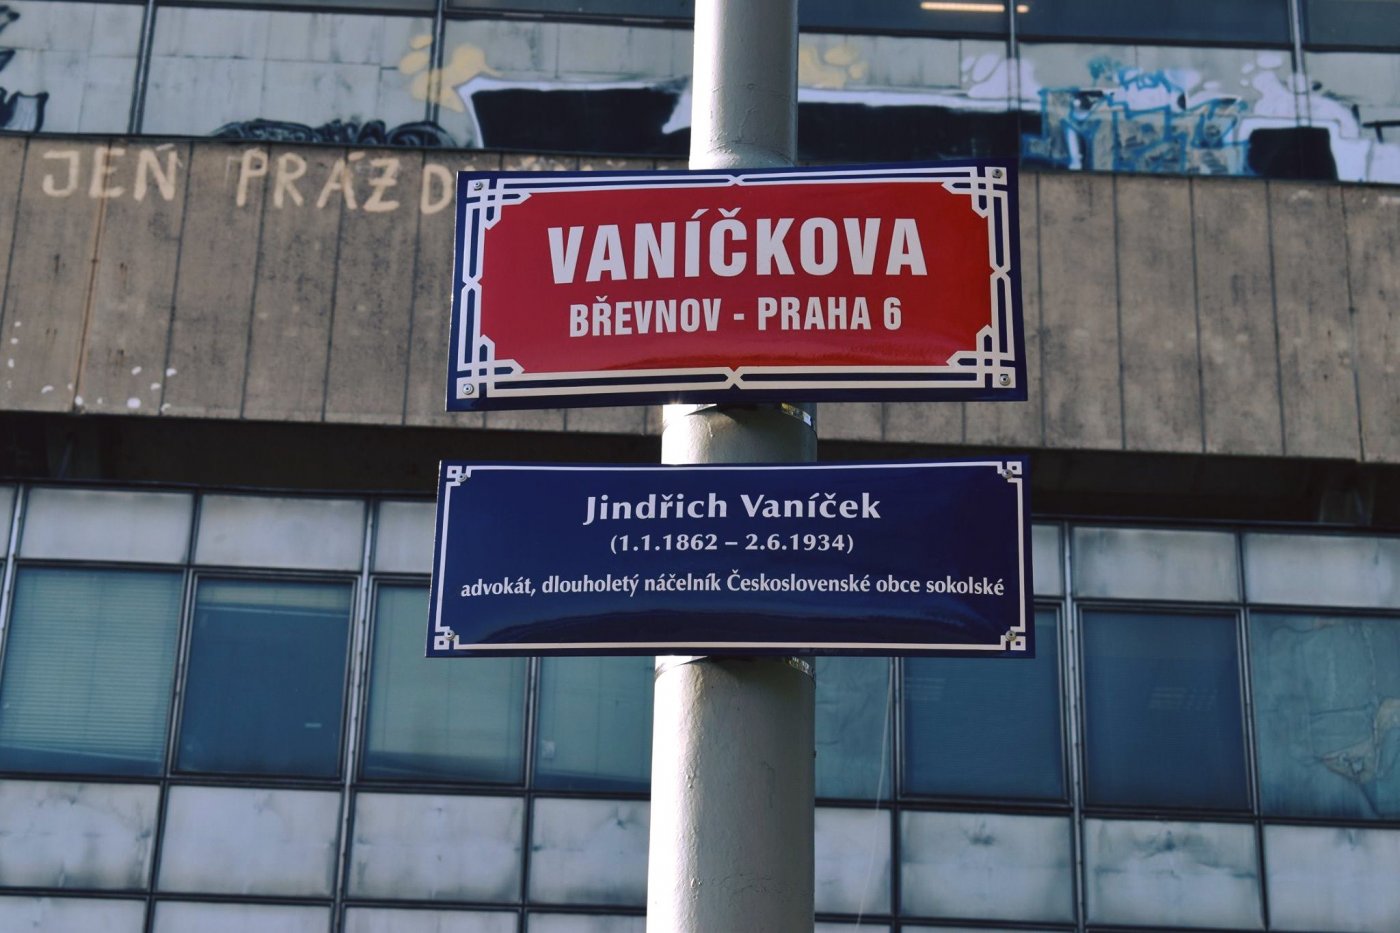 JEŇ PRÁZD
VANÍČKOVA
BŘEVNOV - PRAHA 6
Jindřich Vaníček
(1.1.1862 – 2.6.1934)
advokát, dlouholetý náčelník Československé obce sokolské